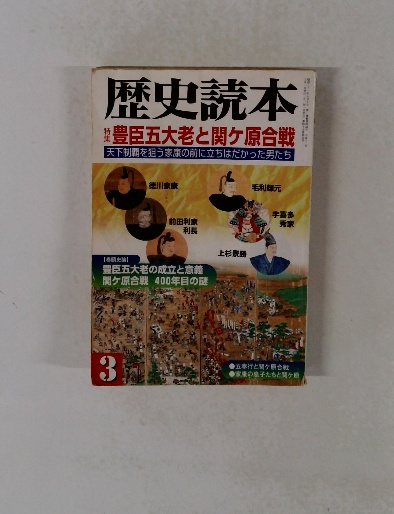 歴史読本
特集 豊臣五大老と関ケ原合戦
天下制覇を狙う家康の前に立ちはだかった男たち
徳川家康
毛利輝元
前田利家
利長
宇喜多
秀家
上杉景勝
豊臣五大老の成立と意義
関ケ原合戦 400年目の謎
3
●五奉行と関ケ原合戦
●家康の息子たちと関ケ原